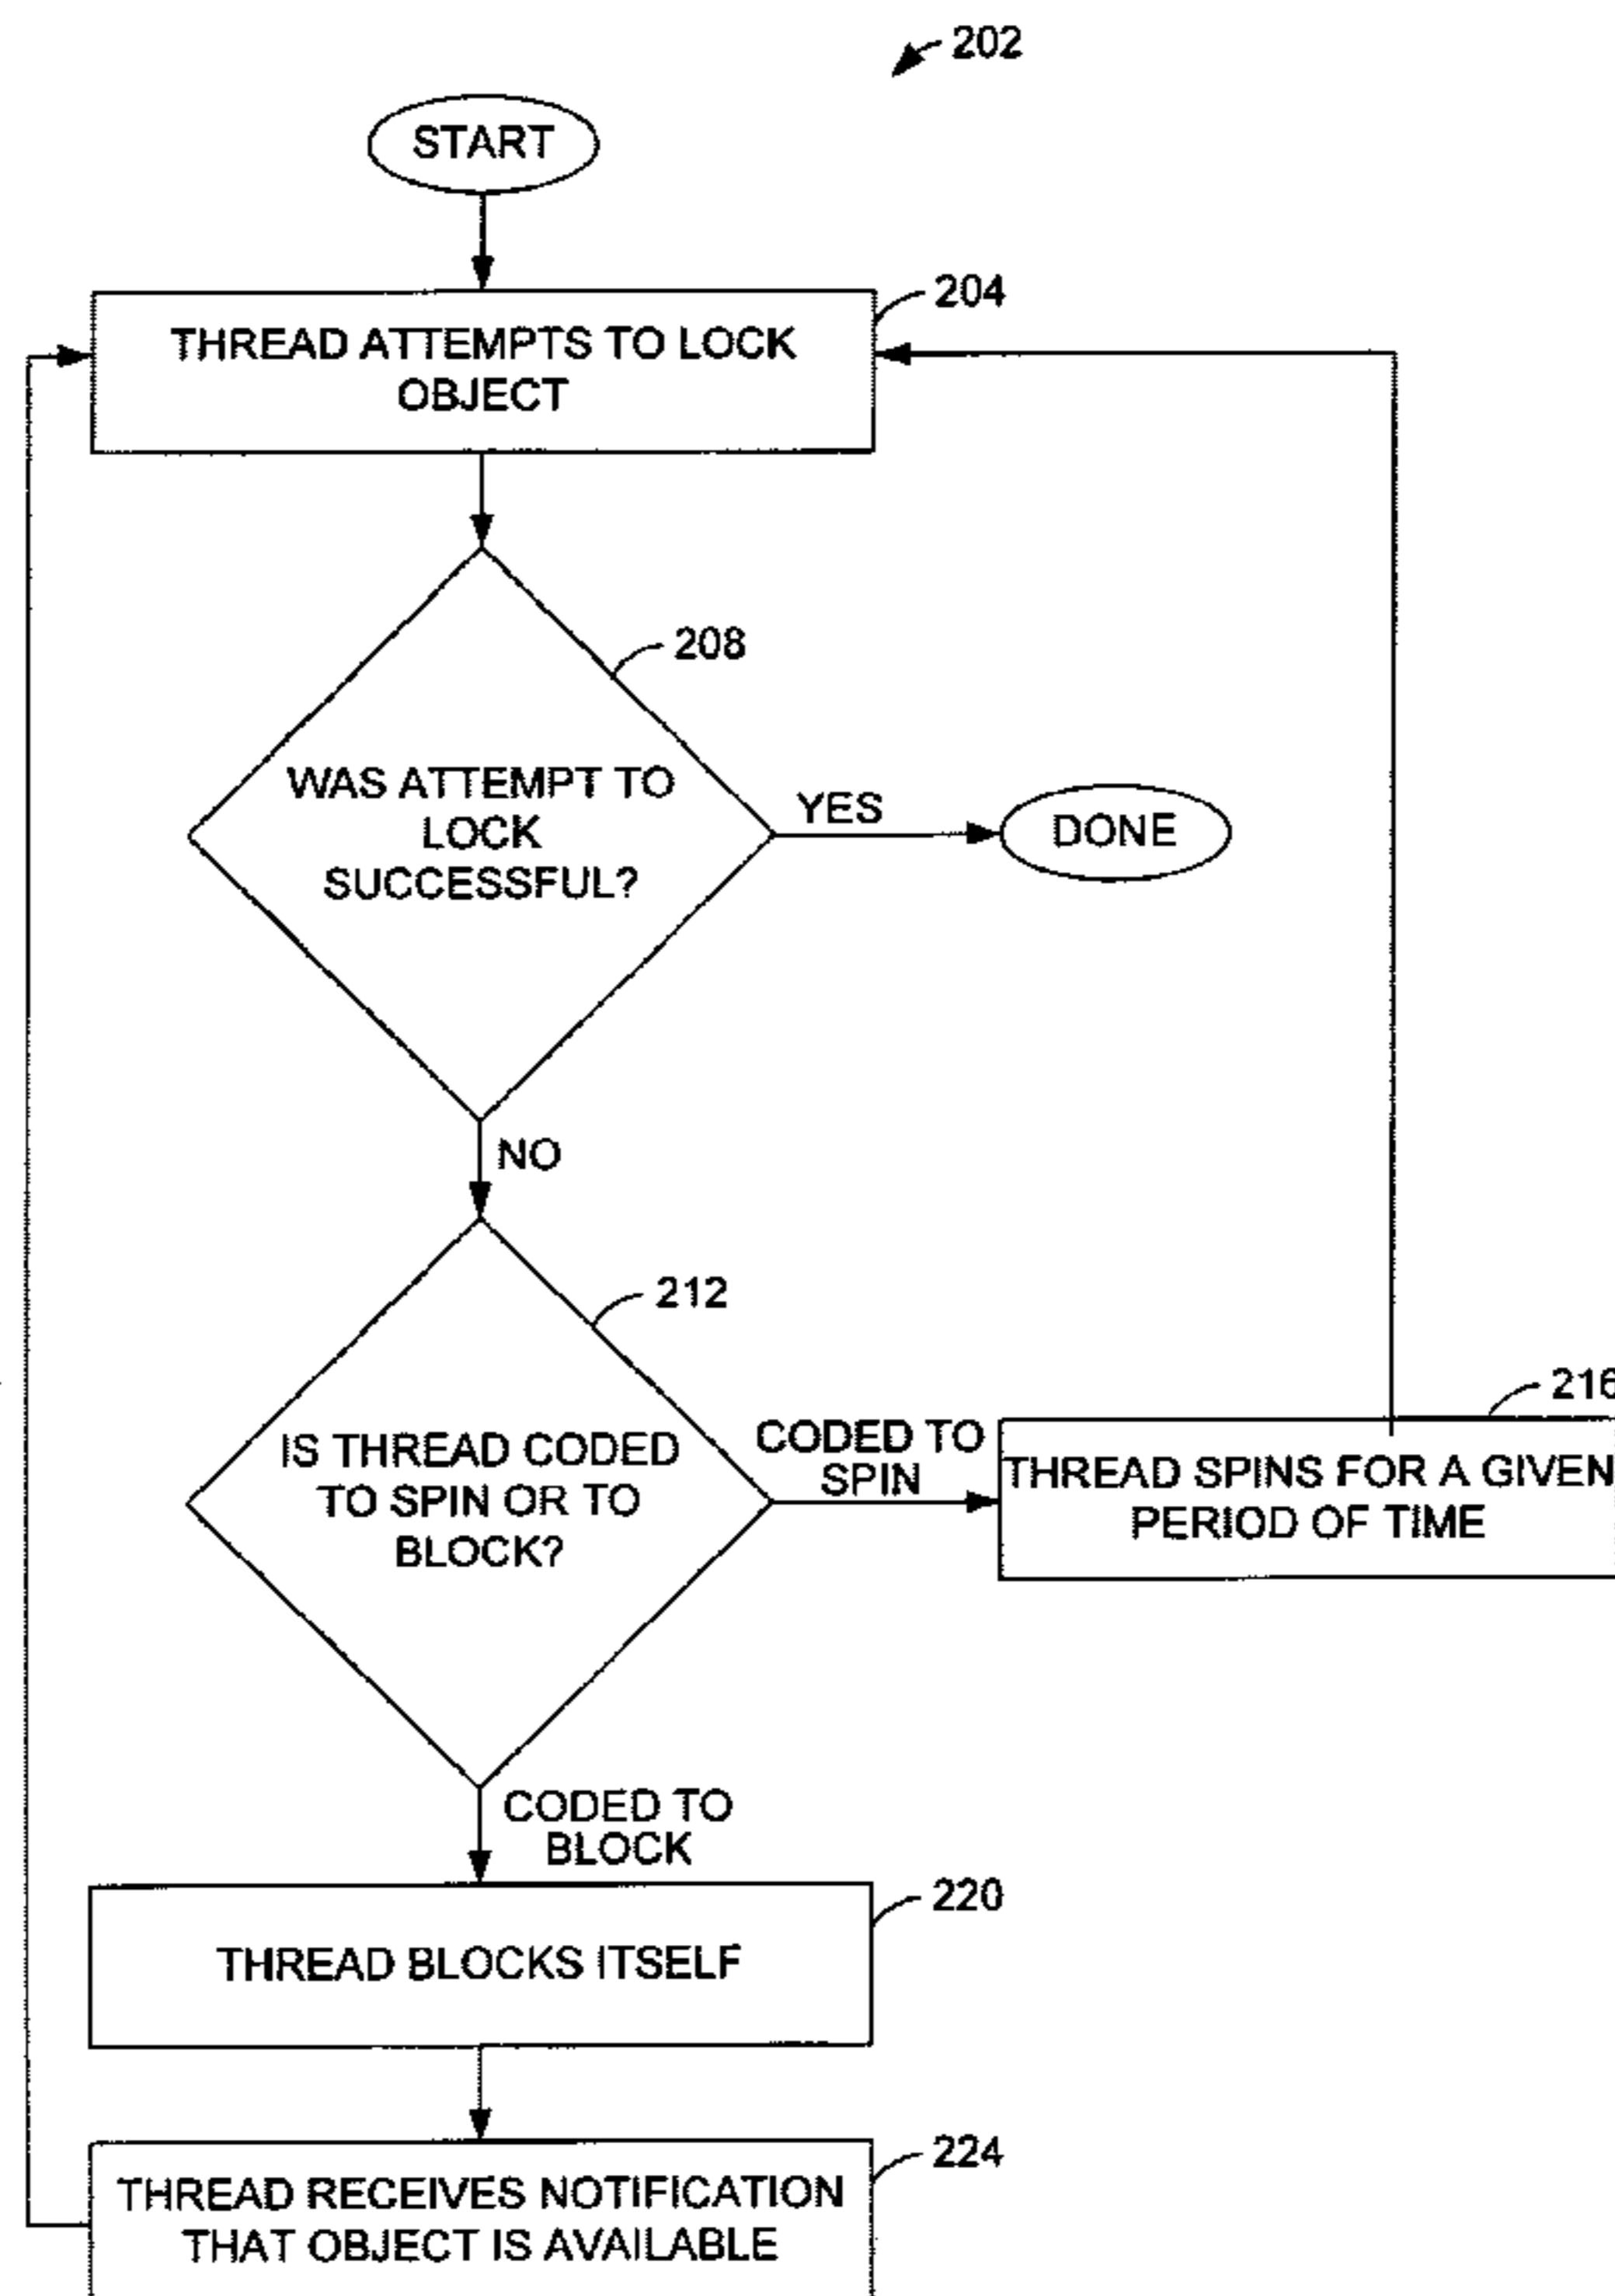 202
START
204
THREAD ATTEMPTS TO LOCK
OBJECT
208
WAS ATTEMPT TO
LOCK
SUCCESSFUL?
YES
DONE
NO
212
IS THREAD CODED
TO SPIN OR TO
BLOCK?
CODED TO
SPIN
216
THREAD SPINS FOR A GIVEN
PERIOD OF TIME
CODED TO
BLOCK
220
THREAD BLOCKS ITSELF
224
THREAD RECEIVES NOTIFICATION
THAT OBJECT IS AVAILABLE